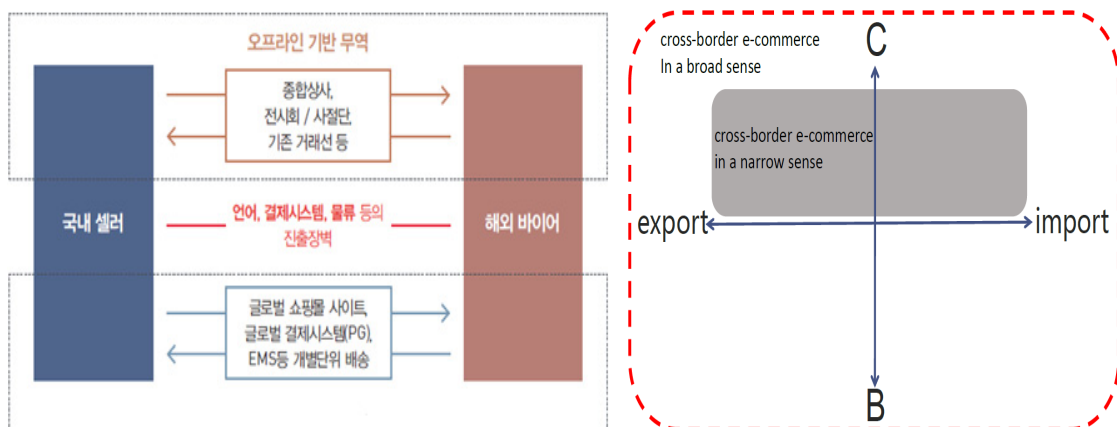 오프라인 기반 무역
종합상사,
전시회 / 사절단,
기존 거래선 등
국내 셀러
언어, 결제시스템, 물류 등의
진출장벽
해외 바이어
글로벌 쇼핑몰 사이트,
글로벌 결제시스템(PG),
EMS등 개별단위 배송
cross-border e-commerce
In a broad sense
C
cross-border e-commerce
in a narrow sense
export
import
B